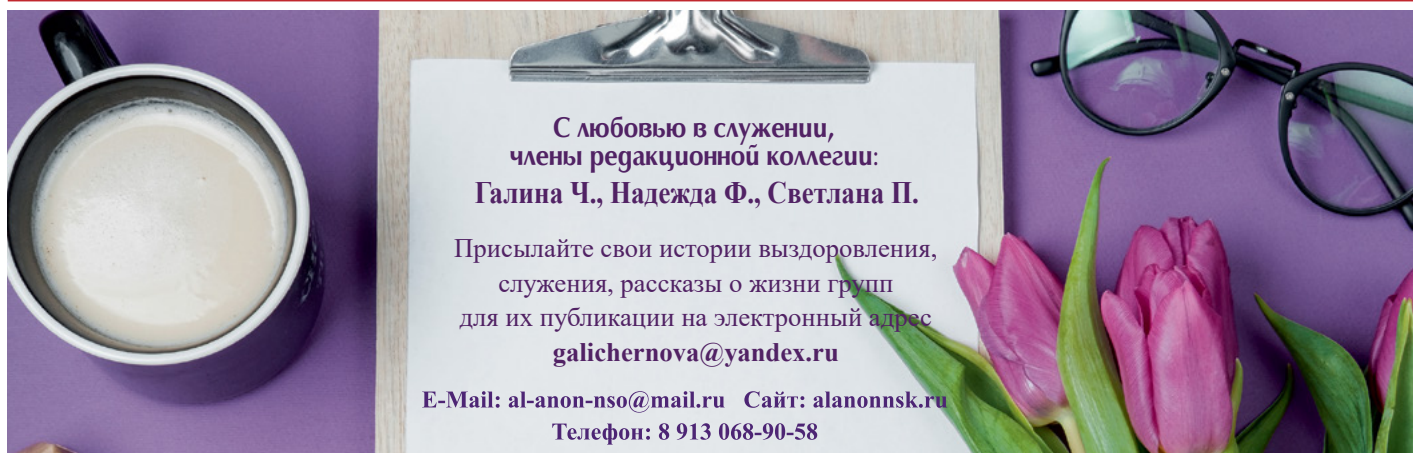 С любовью в служении,
члены редакционной коллегии:
Галина Ч., Надежда Ф., Светлана П.
Присылайте свои истории выздоровления,
служения, рассказы о жизни групп
для их публикации на электронный адрес
galichernova@yandex.ru
E-Mail: al-anon-nso@mail.ru Сайт: alanonnsk.ru
Телефон: 8 913 068-90-58